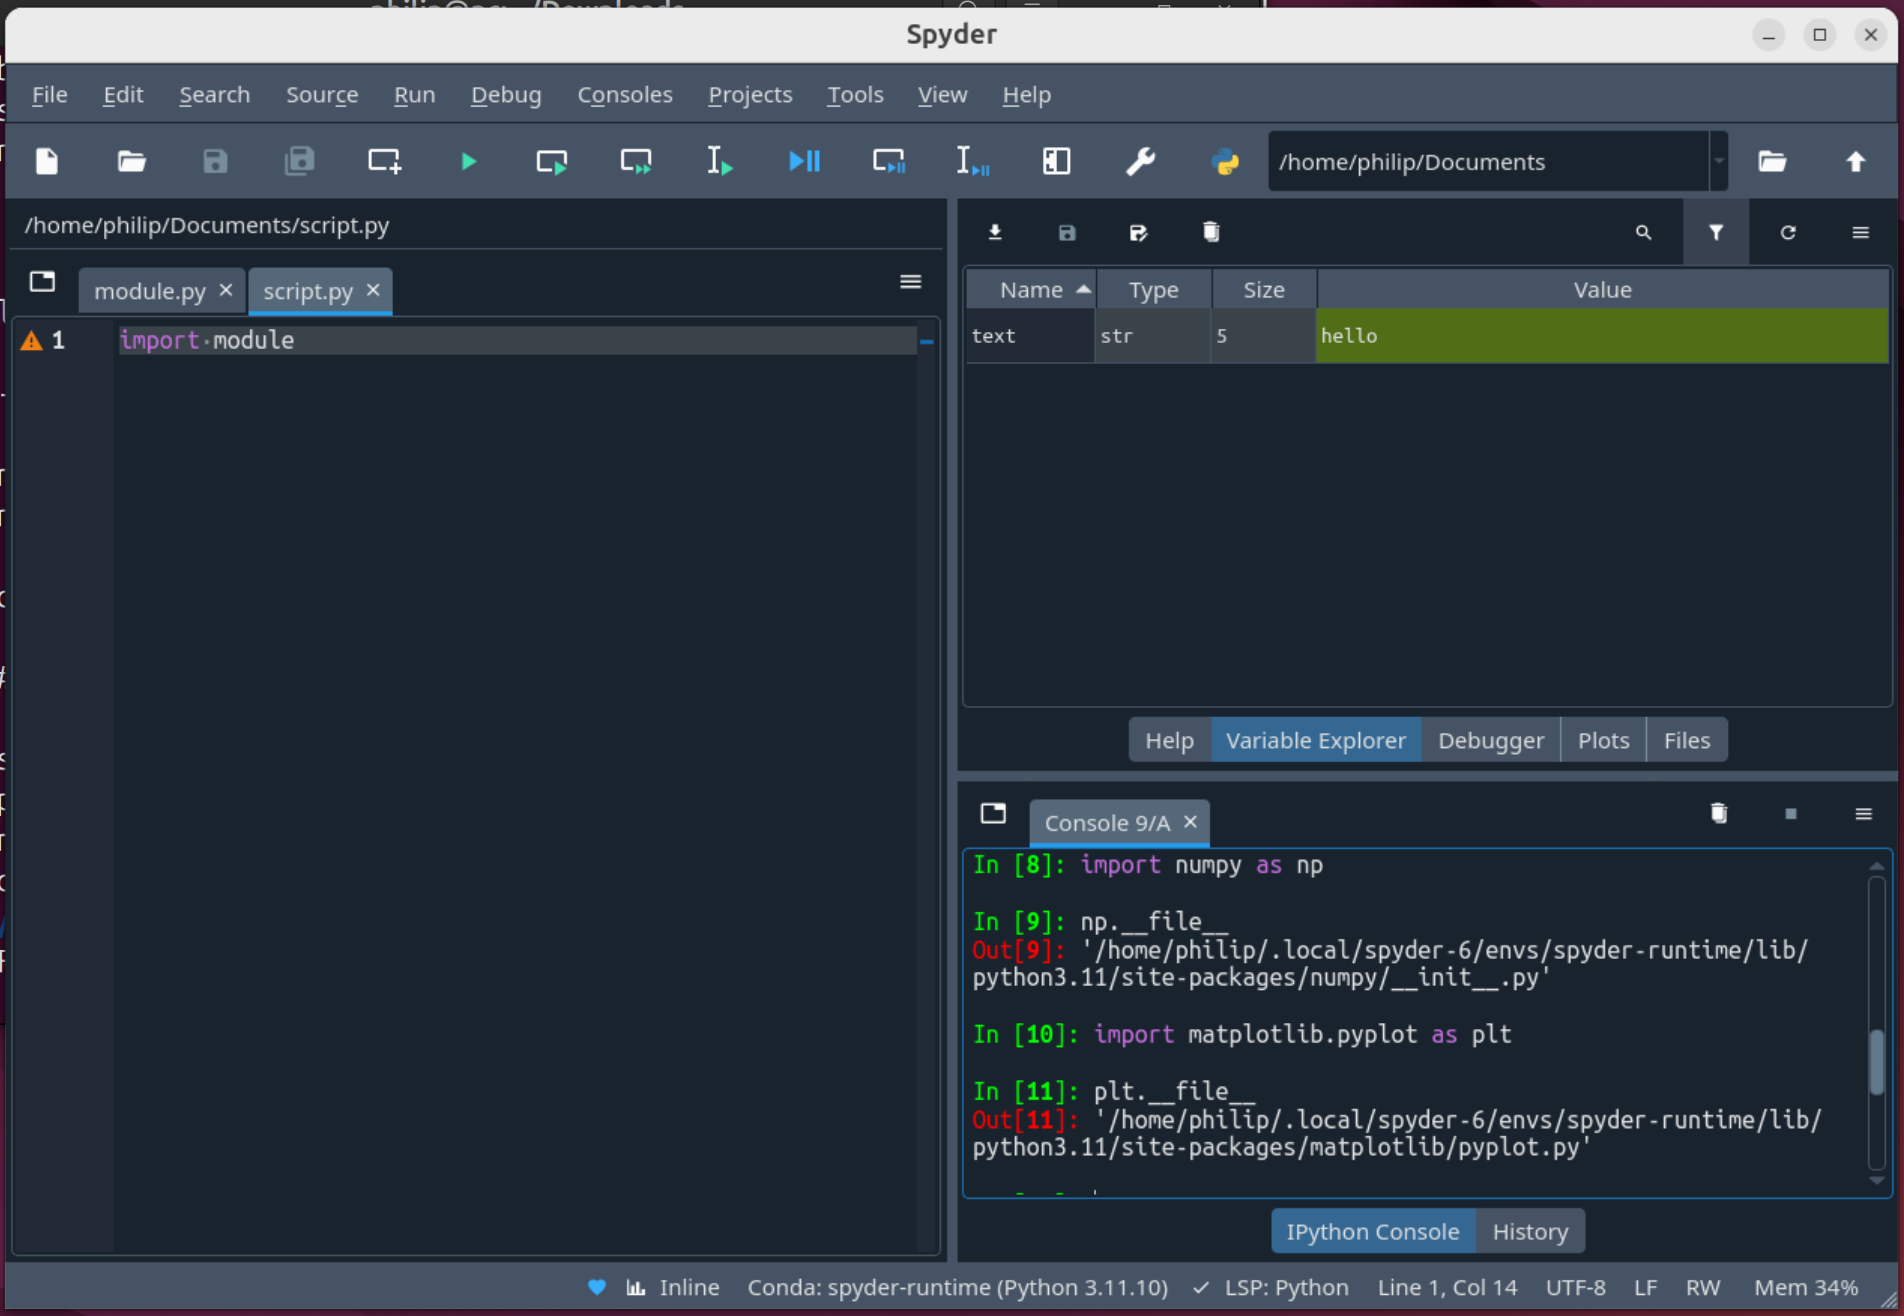 Spyder
File Edit Search Source Run Debug Consoles Projects Tools View Help
/home/philip/Documents
/home/philip/Documents/script.py
module.py script.py
1 import module
Name Type Size Value
text str 5 hello
Help Variable Explorer Debugger Plots Files
Console 9/A
In [8]: import numpy as np
In [9]: np.__file__
Out[9]: '/home/philip/.local/spyder-6/envs/spyder-runtime/lib/
python3.11/site-packages/numpy/__init__.py'
In [10]: import matplotlib.pyplot as plt
In [11]: plt.__file__
Out[11]: '/home/philip/.local/spyder-6/envs/spyder-runtime/lib/
python3.11/site-packages/matplotlib/pyplot.py'
IPython Console History
Inline Conda: spyder-runtime (Python 3.11.10) LSP: Python Line 1, Col 14 UTF-8 LF RW Mem 34%